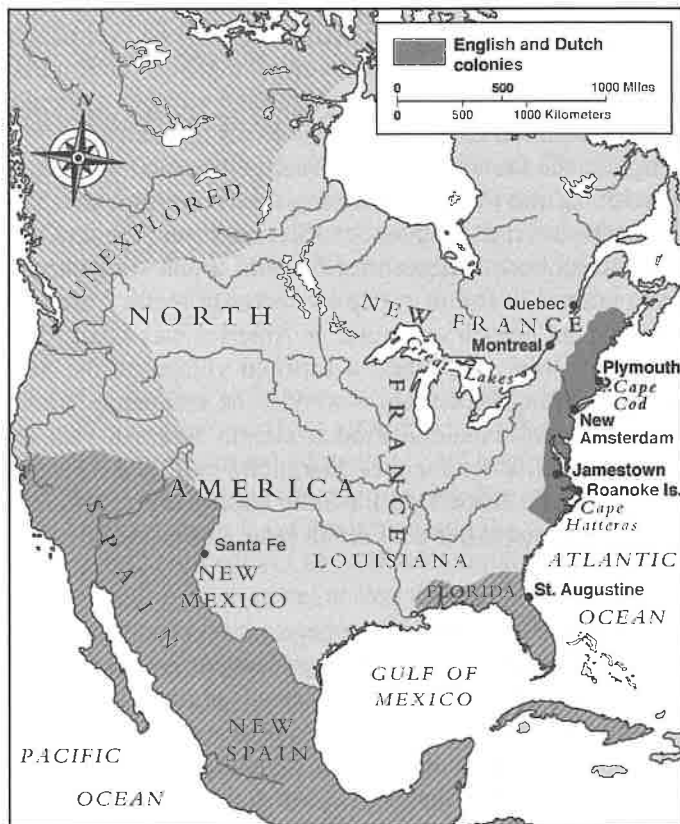 English and Dutch
colonies
0 500 1000 Miles
0 500 1000 Kilometers
N
UNEXPLORED
NORTH
AMERICA
NEW
FRANCE
FRANCE
Quebec
Montreal
Great Lakes
Plymouth
Cape
Cod
New
Amsterdam
Jamestown
Roanoke Is.
Cape
Hatteras
SPAIN
Santa Fe
NEW
MEXICO
LOUISIANA
FLORIDA
St. Augustine
ATLANTIC
OCEAN
GULF OF
MEXICO
NEW
SPAIN
PACIFIC
OCEAN